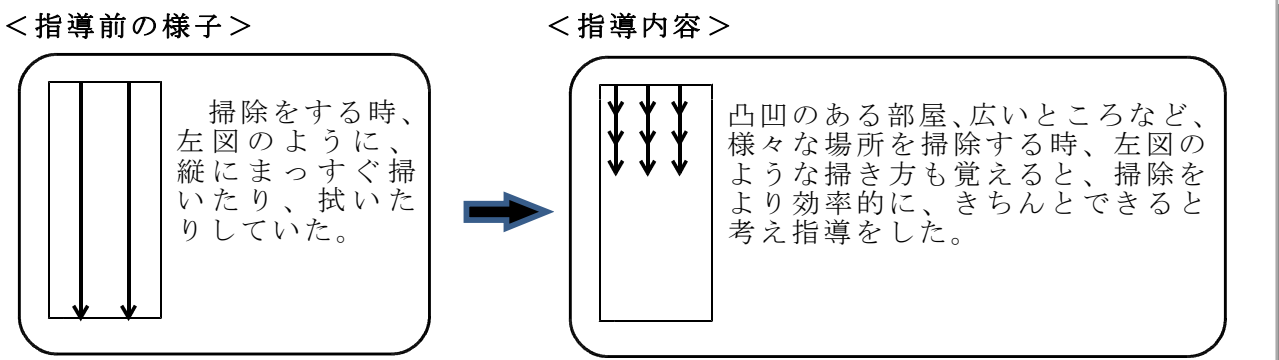 ＜指導前の様子＞
掃除をする時、
左図のように、
縦にまっすぐ掃
いたり、拭いた
りしていた。
＜指導内容＞
凸凹のある部屋、広いところなど、
様々な場所を掃除する時、左図の
ような掃き方も覚えると、掃除を
より効率的に、きちんとできると
考え指導をした。